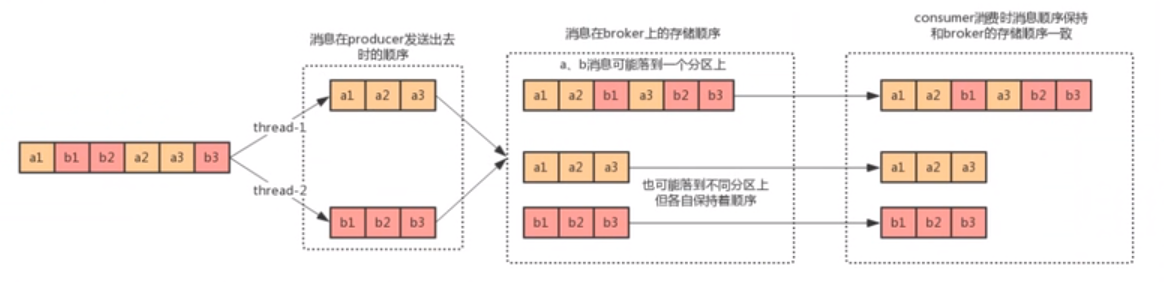 a1 b1 b2 a2 a3 b3
thread-1
thread-2
消息在producer发送出去
时的顺序
a1 a2 a3
b1 b2 b3
消息在broker上的存储顺序
a、b消息可能落到一个分区上
a1 a2 b1 a3 b2 b3
a1 a2 a3
也可能落到不同分区上
但各自保持着顺序
b1 b2 b3
consumer消费时消息顺序保持
和broker的存储顺序一致
a1 a2 b1 a3 b2 b3
a1 a2 a3
b1 b2 b3